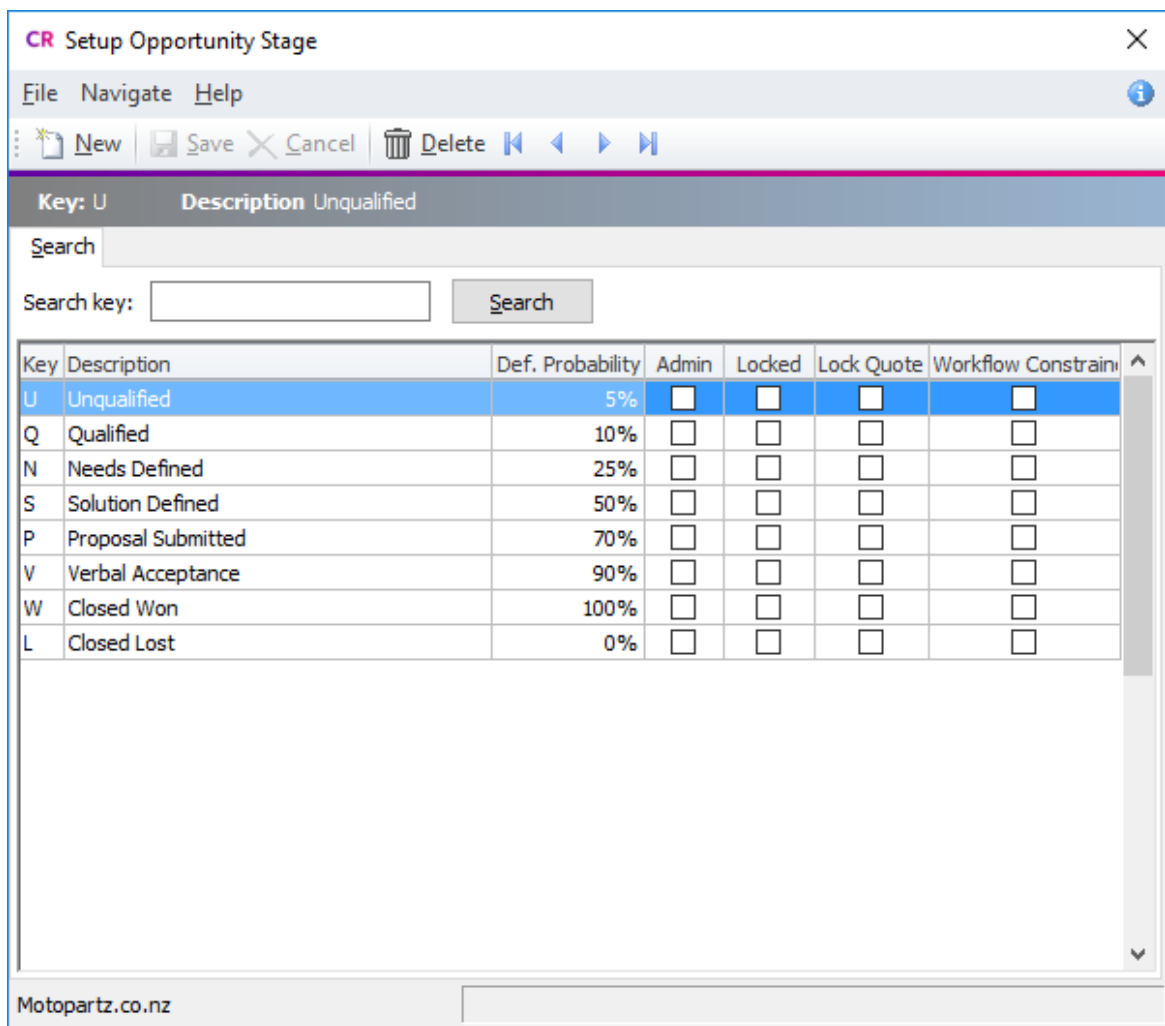 CR Setup Opportunity Stage
File Navigate Help
New Save Cancel Delete
Key: U Description Unqualified
Search
Search key: Search
Key Description Def. Probability Admin Locked Lock Quote Workflow Constraine
U Unqualified 5%
Q Qualified 10%
N Needs Defined 25%
S Solution Defined 50%
P Proposal Submitted 70%
V Verbal Acceptance 90%
W Closed Won 100%
L Closed Lost 0%
Motopartz.co.nz